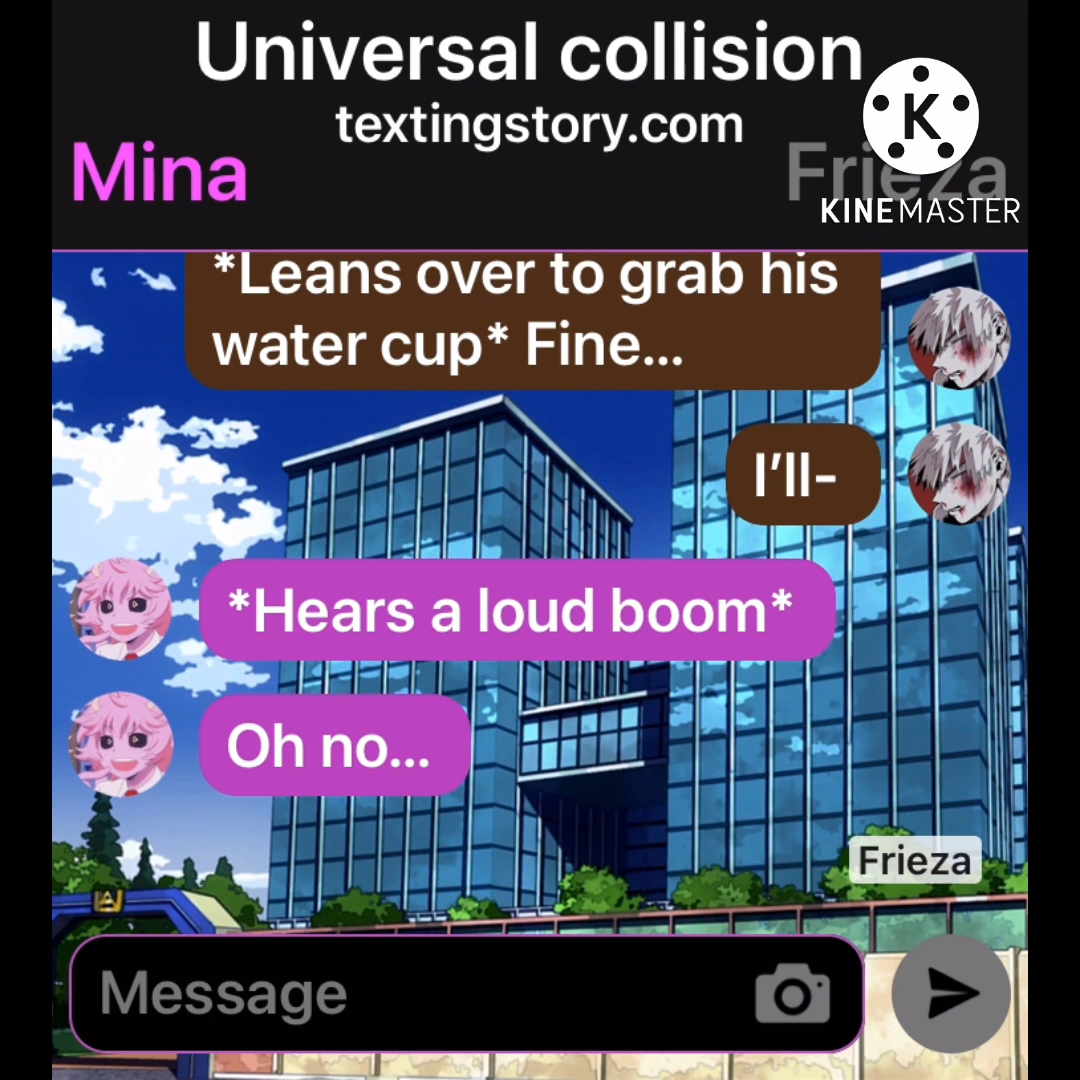 Universal collision
textingstory.com
Mina
Frieza
K
KINEMASTER
*Leans over to grab his
water cup* Fine...
I'll-
*Hears a loud boom*
Oh no...
Frieza
Message